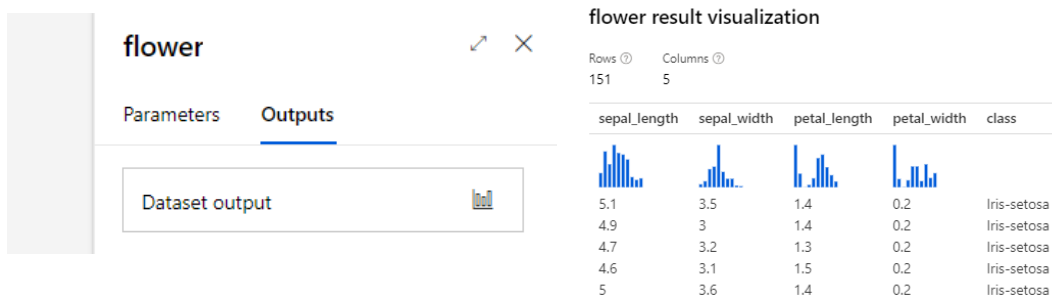 flower
Parameters Outputs
Dataset output
flower result visualization
Rows Columns
151 5
sepal_length sepal_width petal_length petal_width class
5.1 3.5 1.4 0.2 Iris-setosa
4.9 3 1.4 0.2 Iris-setosa
4.7 3.2 1.3 0.2 Iris-setosa
4.6 3.1 1.5 0.2 Iris-setosa
5 3.6 1.4 0.2 Iris-setosa